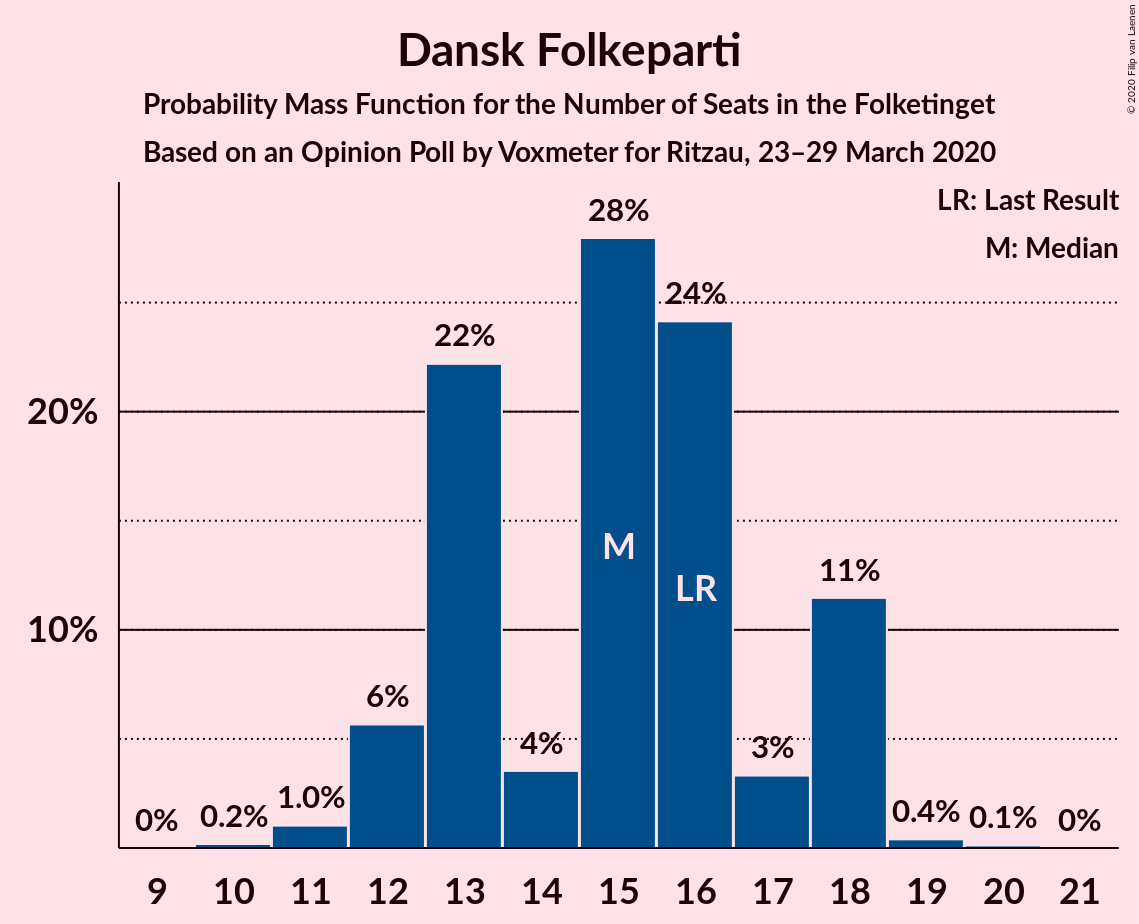 Dansk Folkeparti
Probability Mass Function for the Number of Seats in the Folketinget
Based on an Opinion Poll by Voxmeter for Ritzau, 23–29 March 2020
© 2020 Filip van Laenen
LR: Last Result
M: Median
28%
24%
22%
20%
M
11%
LR
10%
6%
4%
3%
1.0%
0% 0.2% 0.4% 0.1% 0%
9 10 11 12 13 14 15 16 17 18 19 20 21